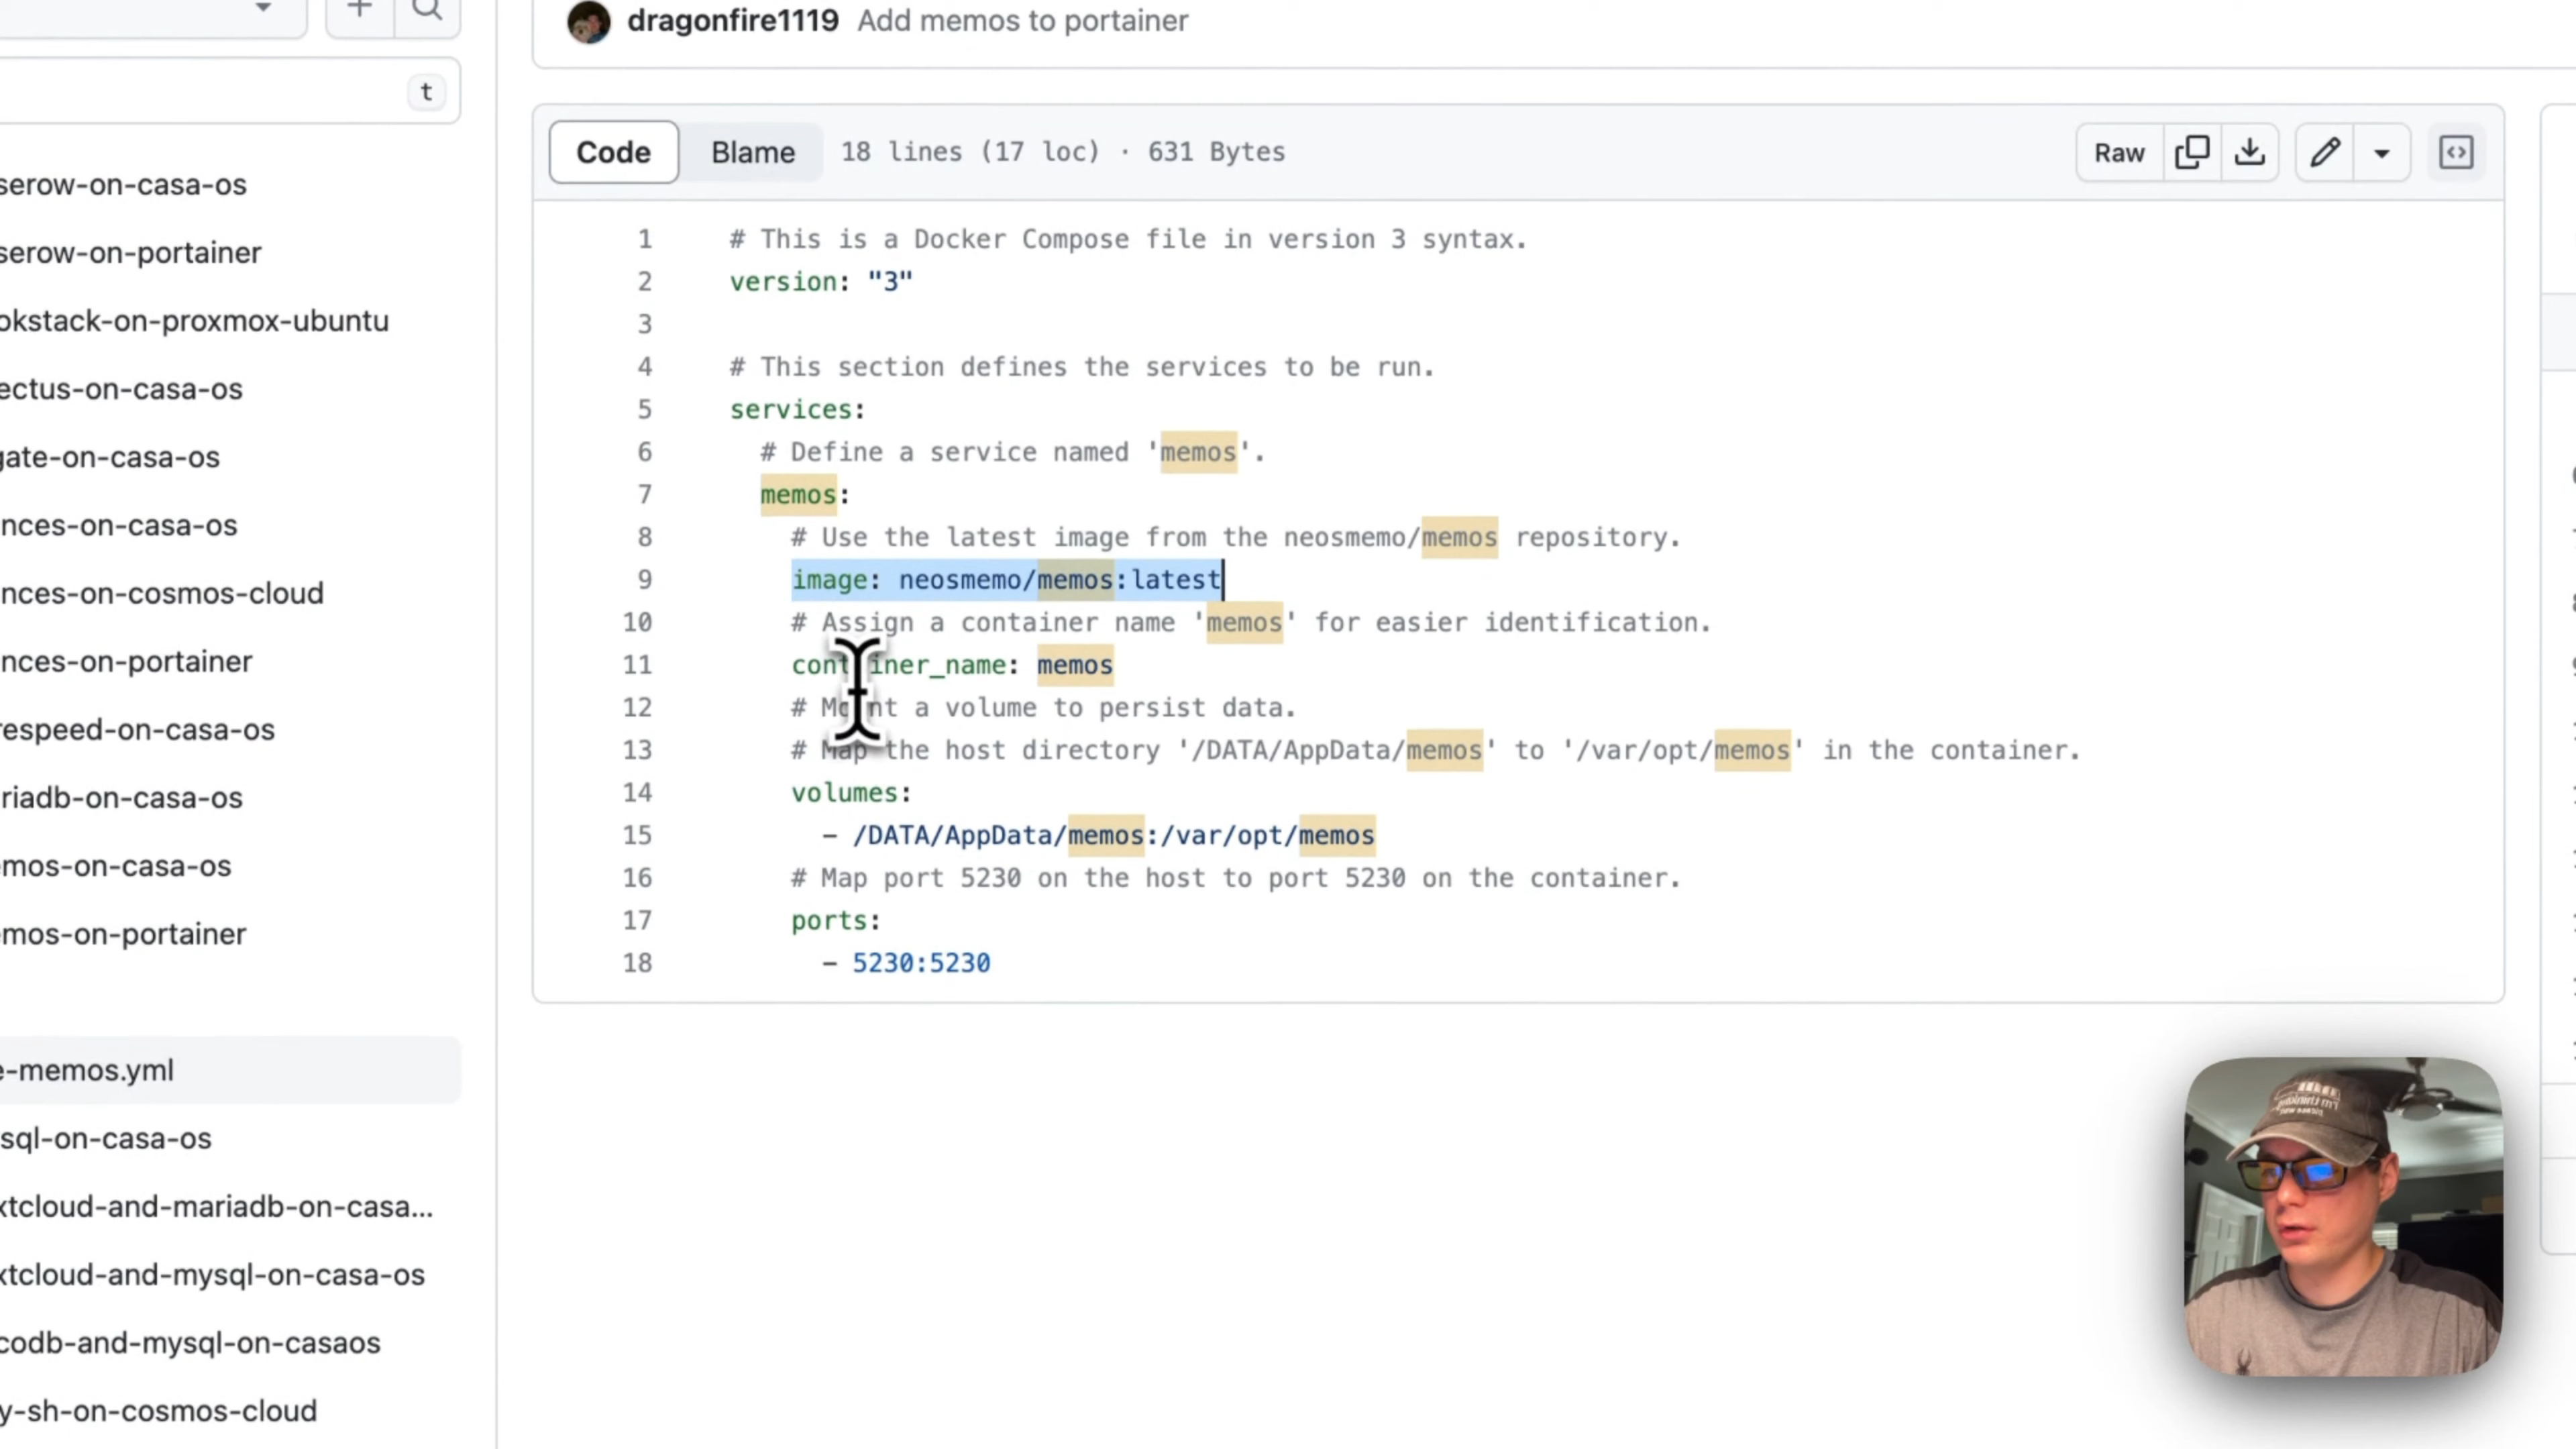 dragonfire1119 Add memos to portainer
t
Code Blame 18 lines (17 loc) · 631 Bytes Raw
serow-on-casa-os
serow-on-portainer
okstack-on-proxmox-ubuntu
ectus-on-casa-os
gate-on-casa-os
nces-on-casa-os
nces-on-cosmos-cloud
nces-on-portainer
respeed-on-casa-os
riadb-on-casa-os
emos-on-casa-os
emos-on-portainer
e-memos.yml
sql-on-casa-os
xtcloud-and-mariadb-on-casa...
xtcloud-and-mysql-on-casa-os
codb-and-mysql-on-casaos
y-sh-on-cosmos-cloud
1 # This is a Docker Compose file in version 3 syntax.
2 version: "3"
3
4 # This section defines the services to be run.
5 services:
6 # Define a service named 'memos'.
7 memos:
8 # Use the latest image from the neosmemo/memos repository.
9 image: neosmemo/memos:latest
10 # Assign a container name 'memos' for easier identification.
11 container_name: memos
12 # Mount a volume to persist data.
13 # Map the host directory '/DATA/AppData/memos' to '/var/opt/memos' in the container.
14 volumes:
15 - /DATA/AppData/memos:/var/opt/memos
16 # Map port 5230 on the host to port 5230 on the container.
17 ports:
18 - 5230:5230